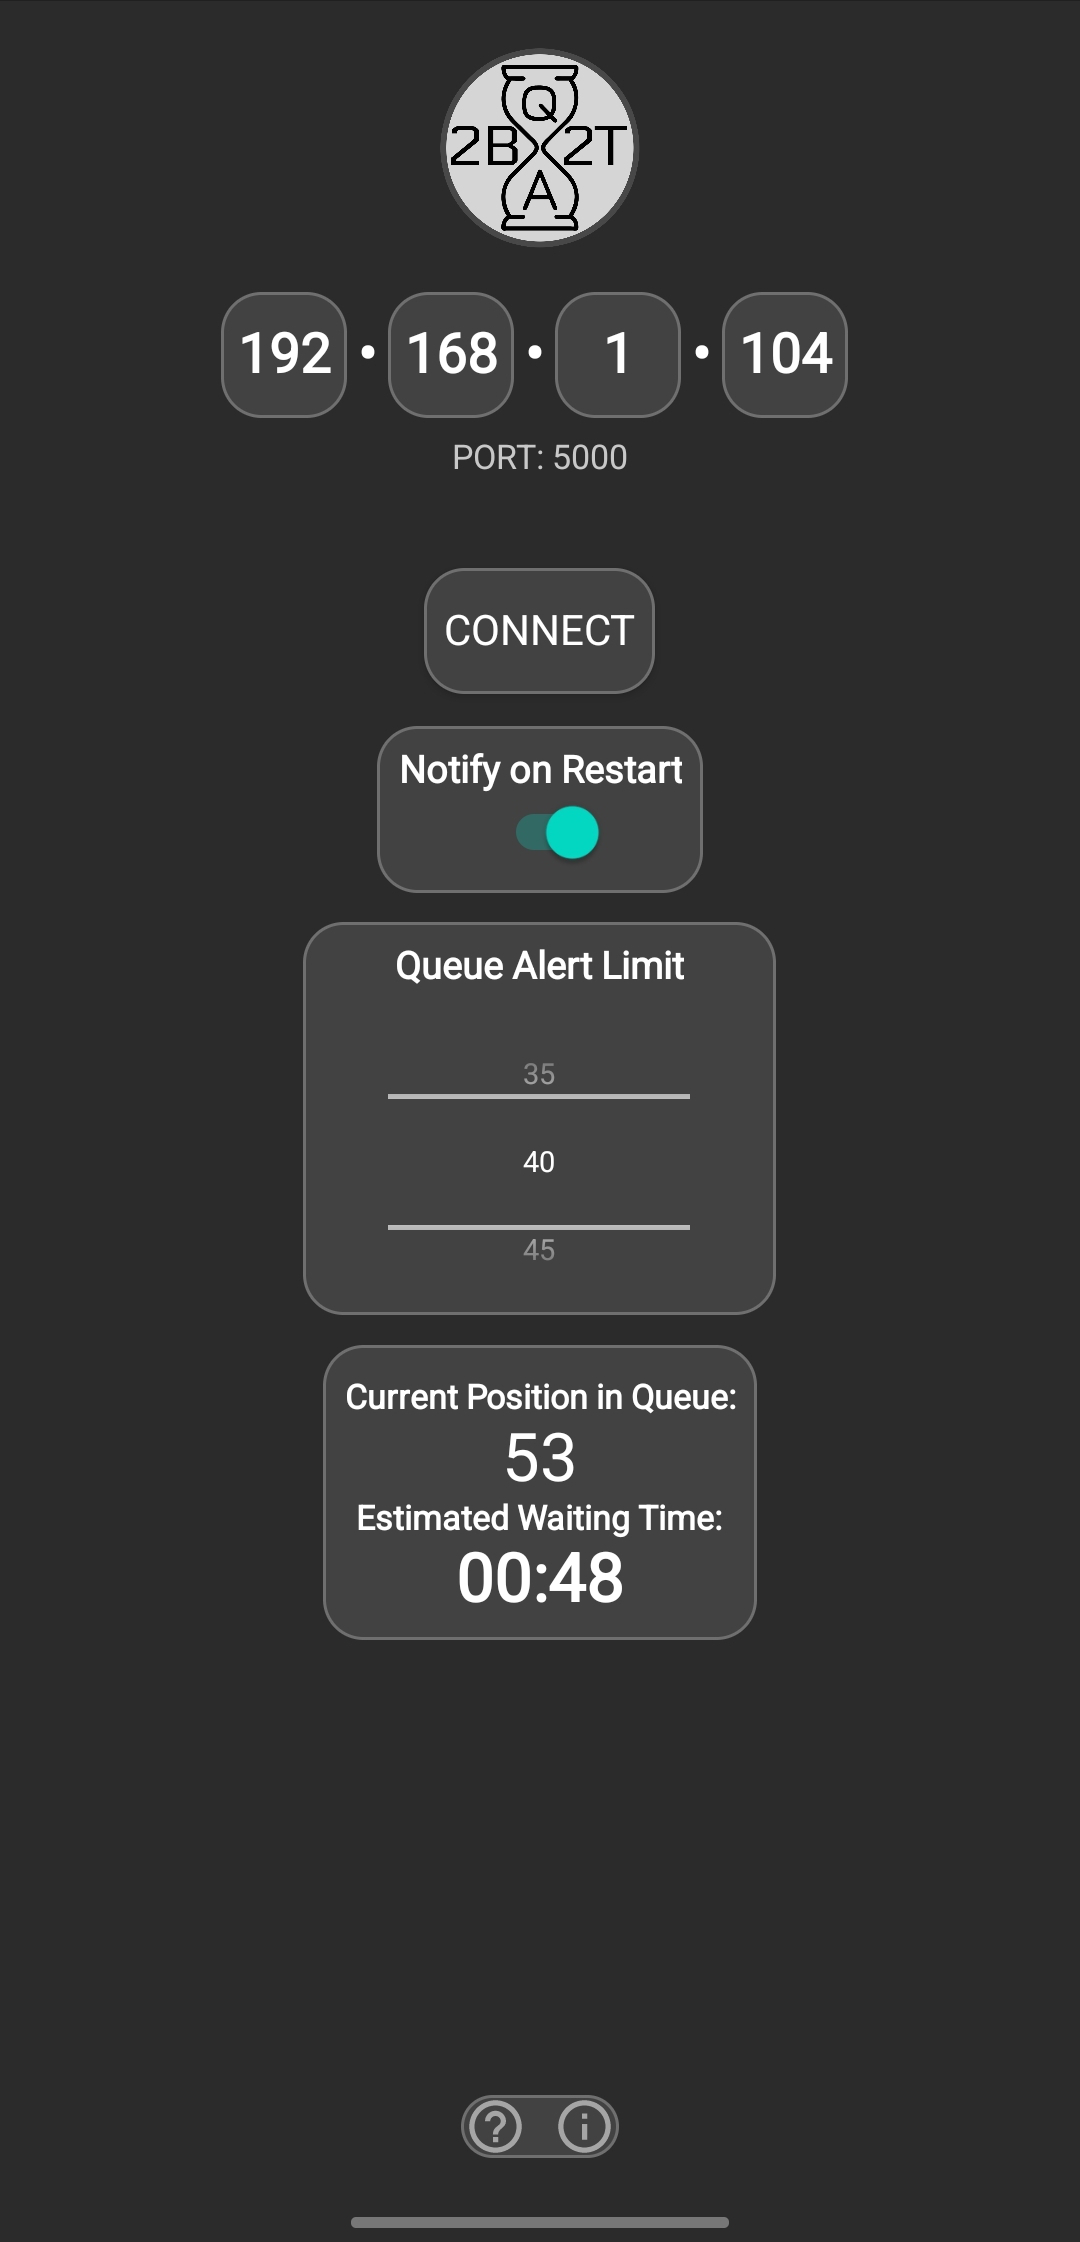 Q
2B 2T
A
192 • 168 • 1 • 104
PORT: 5000
CONNECT
Notify on Restart
Queue Alert Limit
35
40
45
Current Position in Queue:
53
Estimated Waiting Time:
00:48
? i